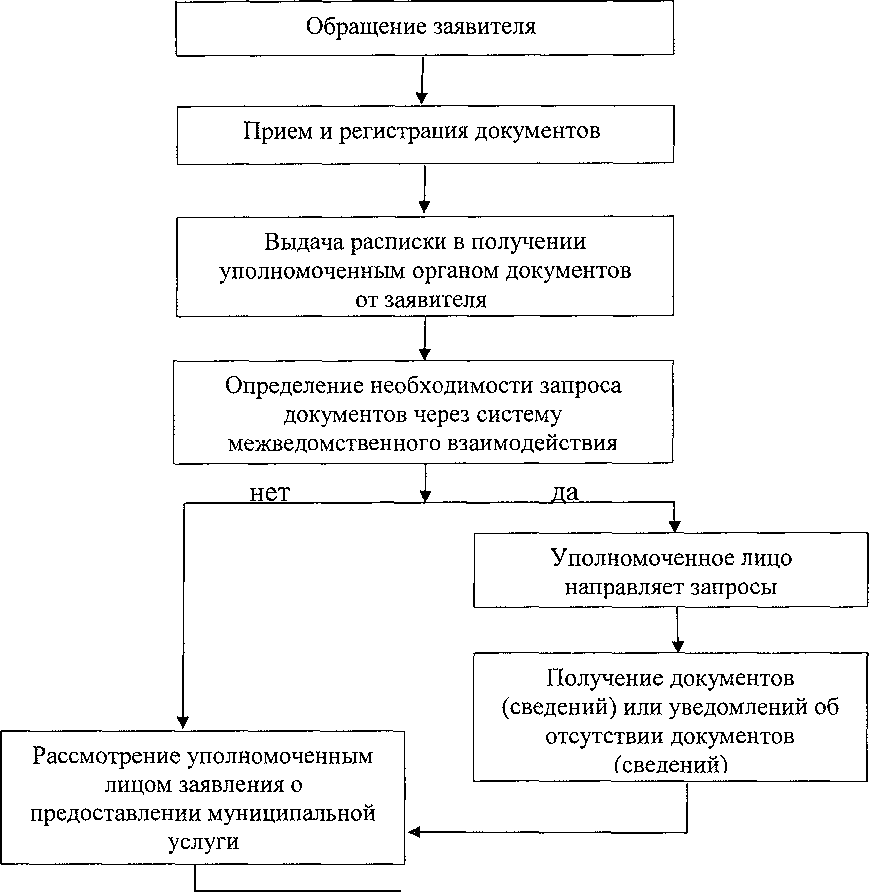 Обращение заявителя
Прием и регистрация документов
Выдача расписки в получении
уполномоченным органом документов
от заявителя
Определение необходимости запроса
документов через систему
межведомственного взаимодействия
нет
да
Уполномоченное лицо
направляет запросы
Получение документов
(сведений) или уведомлений об
отсутствии документов
(сведений)
Рассмотрение уполномоченным
лицом заявления о
предоставлении муниципальной
услуги